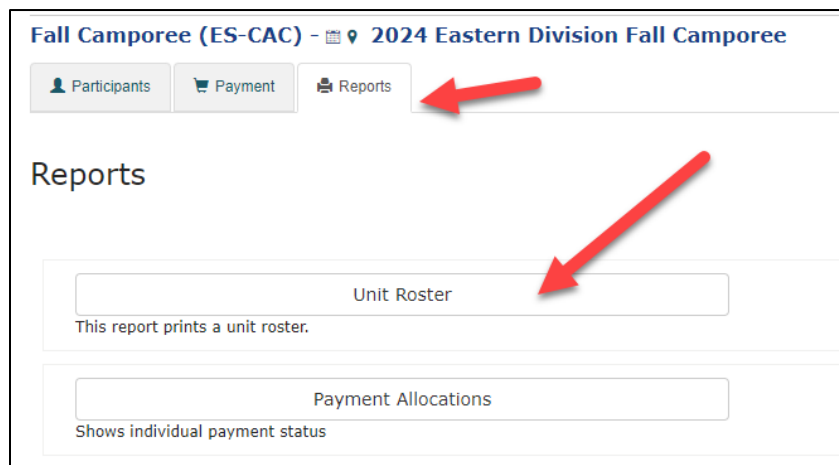 Fall Camporee (ES-CAC) - 2024 Eastern Division Fall Camporee
Participants Payment Reports
Reports
Unit Roster
This report prints a unit roster.
Payment Allocations
Shows individual payment status